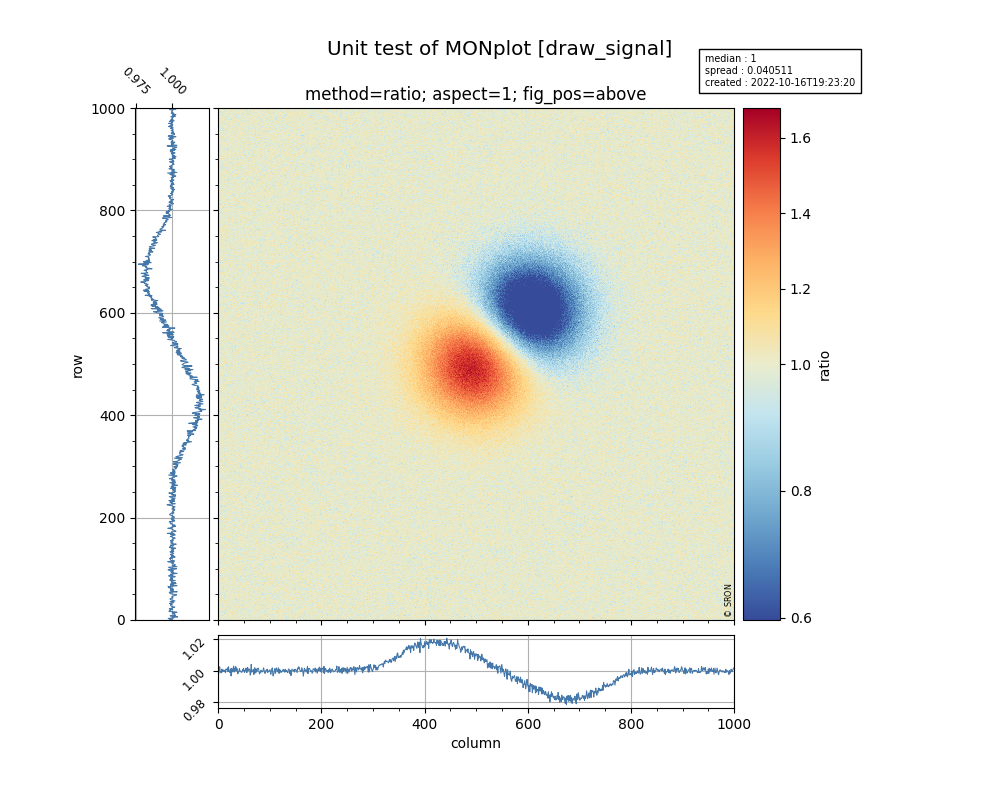 Unit test of MONplot [draw_signal]
median : 1
spread : 0.040511
created : 2022-10-16T19:23:20
method=ratio; aspect=1; fig_pos=above
0.975 1.000
1000
800
600
400
200
0
row
1.6
1.4
1.2
1.0
0.8
0.6
ratio
© SRON
1.02
1.00
0.98
0 200 400 600 800 1000
column